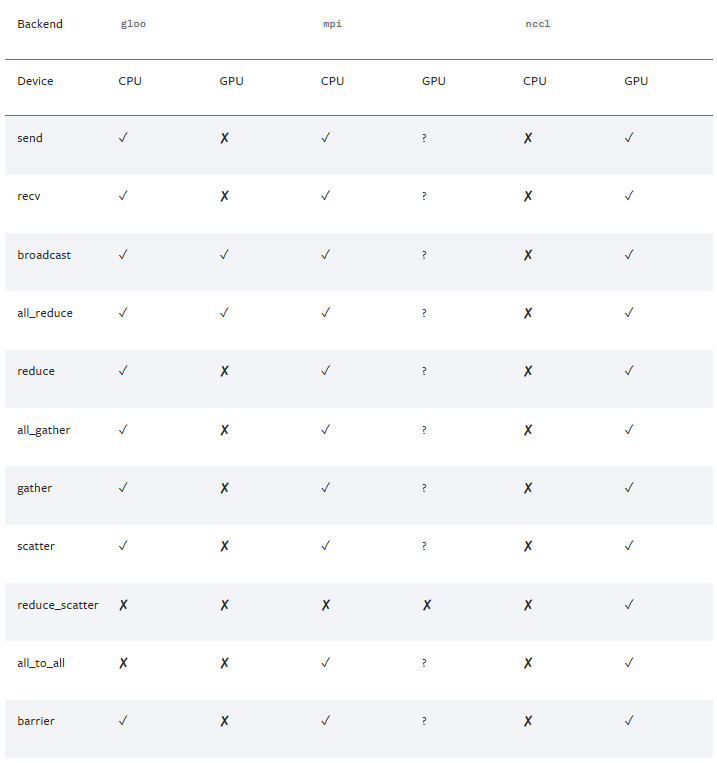 Backend gloo mpi nccl
Device CPU GPU CPU GPU CPU GPU
send ✓ ✗ ✓ ? ✗ ✓
recv ✓ ✗ ✓ ? ✗ ✓
broadcast ✓ ✓ ✓ ? ✗ ✓
all_reduce ✓ ✓ ✓ ? ✗ ✓
reduce ✓ ✗ ✓ ? ✗ ✓
all_gather ✓ ✗ ✓ ? ✗ ✓
gather ✓ ✗ ✓ ? ✗ ✓
scatter ✓ ✗ ✓ ? ✗ ✓
reduce_scatter ✗ ✗ ✗ ✗ ✗ ✓
all_to_all ✗ ✗ ✓ ? ✗ ✓
barrier ✓ ✗ ✓ ? ✗ ✓